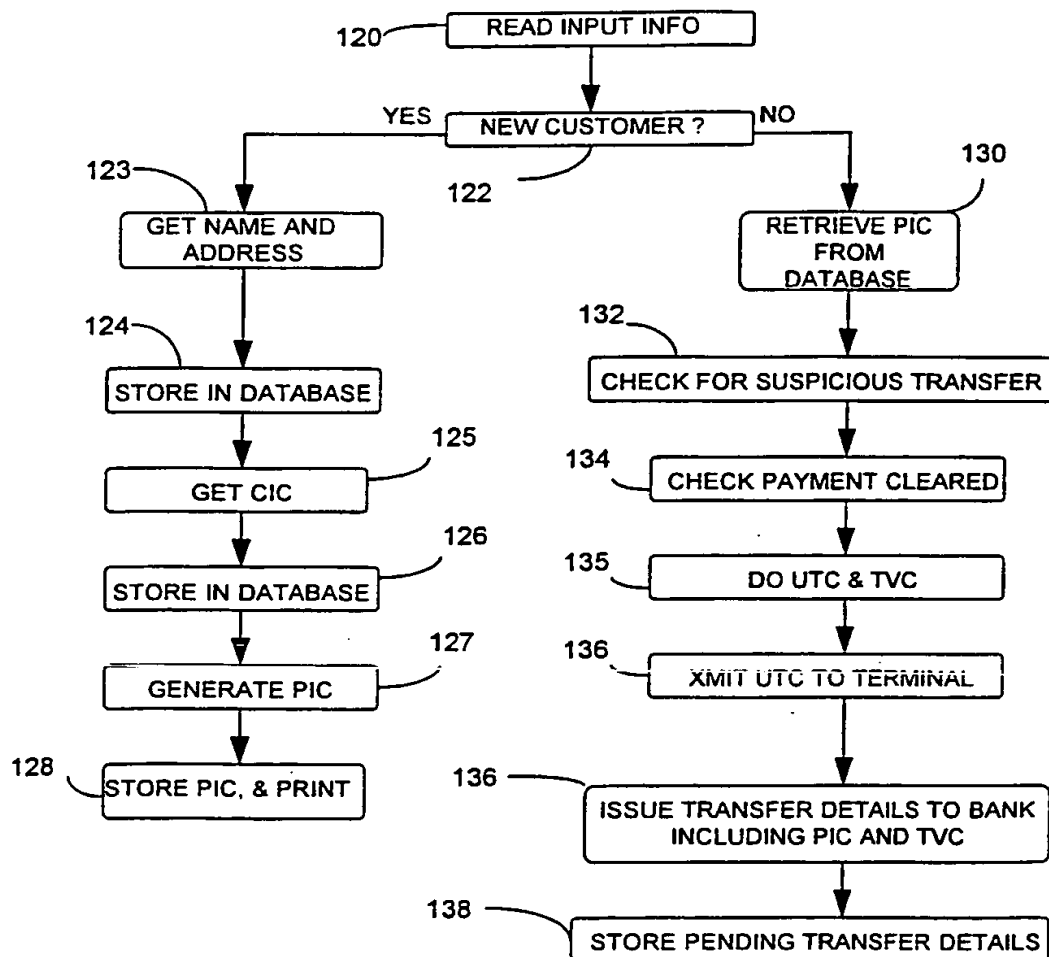 120
READ INPUT INFO
YES
NEW CUSTOMER ?
NO
122
123
GET NAME AND
ADDRESS
124
STORE IN DATABASE
125
GET CIC
126
STORE IN DATABASE
127
GENERATE PIC
128
STORE PIC, & PRINT
130
RETRIEVE PIC
FROM
DATABASE
132
CHECK FOR SUSPICIOUS TRANSFER
134
CHECK PAYMENT CLEARED
135
DO UTC & TVC
136
XMIT UTC TO TERMINAL
136
ISSUE TRANSFER DETAILS TO BANK
INCLUDING PIC AND TVC
138
STORE PENDING TRANSFER DETAILS